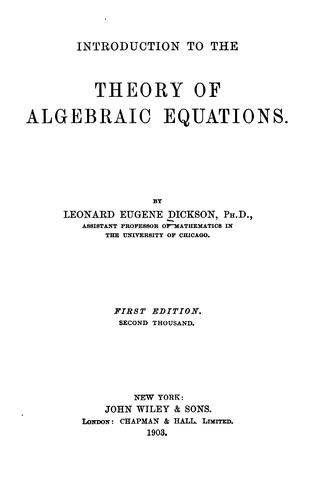 INTRODUCTION TO THE
THEORY OF
ALGEBRAIC EQUATIONS.
BY
LEONARD EUGENE DICKSON, PH.D.,
ASSISTANT PROFESSOR OF MATHEMATICS IN
THE UNIVERSITY OF CHICAGO.
FIRST EDITION.
SECOND THOUSAND.
NEW YORK:
JOHN WILEY & SONS.
LONDON: CHAPMAN & HALL, LIMITED.
1903.